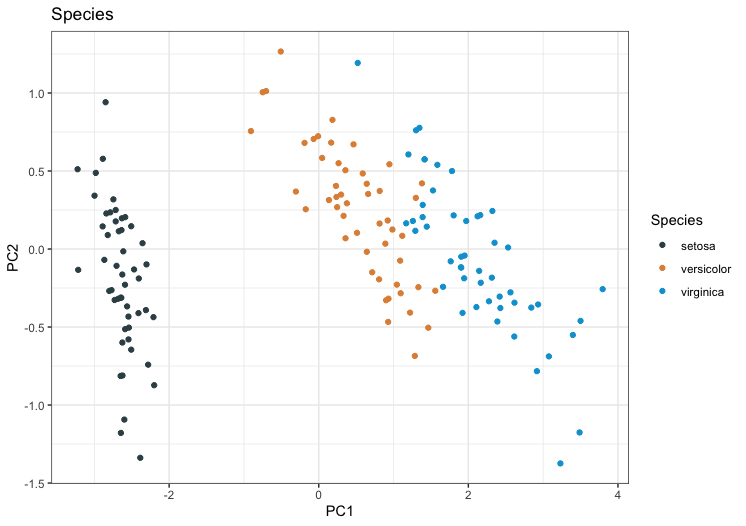 Species
1.0
0.5
0.0
-0.5
-1.0
-1.5
PC2
-2
0
2
4
PC1
Species
setosa
versicolor
virginica